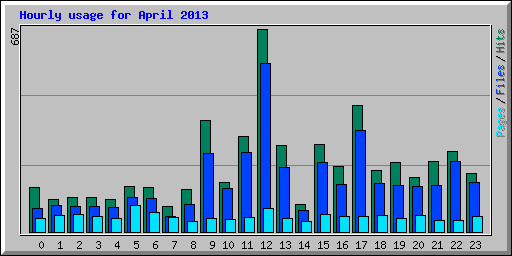 Hourly usage for April 2013
687
Pages / Files / Hits
0 1 2 3 4 5 6 7 8 9 10 11 12 13 14 15 16 17 18 19 20 21 22 23